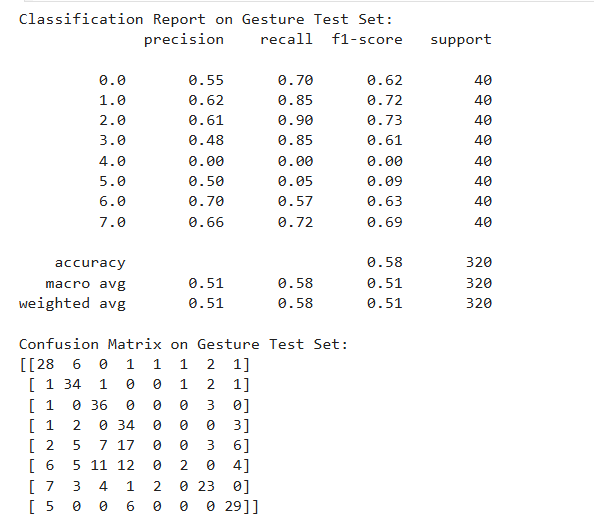 Classification Report on Gesture Test Set:
precision recall f1-score support
0.0 0.55 0.70 0.62 40
1.0 0.62 0.85 0.72 40
2.0 0.61 0.90 0.73 40
3.0 0.48 0.85 0.61 40
4.0 0.00 0.00 0.00 40
5.0 0.50 0.05 0.09 40
6.0 0.70 0.57 0.63 40
7.0 0.66 0.72 0.69 40
accuracy 0.58 320
macro avg 0.51 0.58 0.51 320
weighted avg 0.51 0.58 0.51 320
Confusion Matrix on Gesture Test Set:
[[28 6 0 1 1 1 2 1]
[ 1 34 1 0 0 1 2 1]
[ 1 0 36 0 0 0 3 0]
[ 1 2 0 34 0 0 0 3]
[ 2 5 7 17 0 0 3 6]
[ 6 5 11 12 0 2 0 4]
[ 7 3 4 1 2 0 23 0]
[ 5 0 0 6 0 0 0 29]]